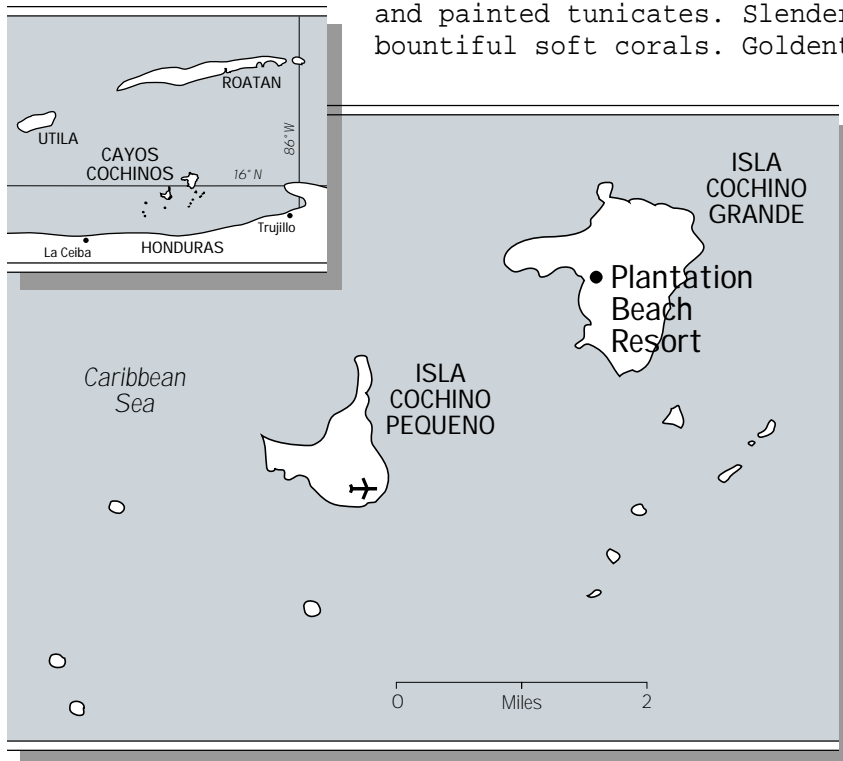 and painted tunicates. Slender
bountiful soft corals. Goldent
ROATAN
UTILA
86° W
CAYOS
COCHINOS
16° N
Trujillo
La Ceiba
HONDURAS
ISLA
COCHINO
GRANDE
Plantation
Beach
Resort
Caribbean
Sea
ISLA
COCHINO
PEQUENO
0
Miles
2